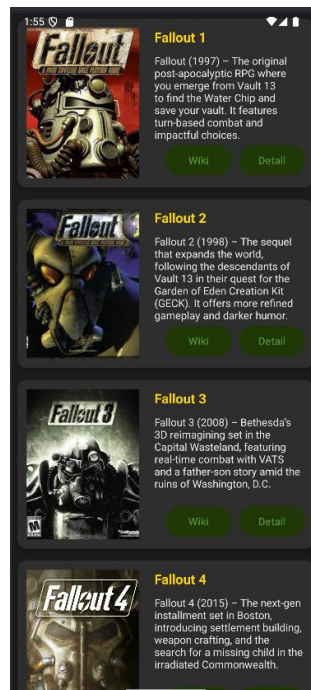 1:55
Fallout
A POST NUCLEAR ROLE PLAYING GAME
Fallout 1
Fallout (1997) – The original
post-apocalyptic RPG where
you emerge from Vault 13
to find the Water Chip and
save your vault. It features
turn-based combat and
impactful choices.
Wiki
Detail
Fallout
Fallout 2
Fallout 2 (1998) – The sequel
that expands the world,
following the descendants of
Vault 13 in their quest for the
Garden of Eden Creation Kit
(GECK). It offers more refined
gameplay and darker humor.
Wiki
Detail
Fallout 3
M
Fallout 3
Fallout 3 (2008) – Bethesda's
3D reimagining set in the
Capital Wasteland, featuring
real-time combat with VATS
and a father-son story amid the
ruins of Washington, D.C.
Wiki
Detail
Fallout 4
Fallout 4
Fallout 4 (2015) – The next-gen
installment set in Boston,
introducing settlement building,
weapon crafting, and the
search for a missing child in the
irradiated Commonwealth.